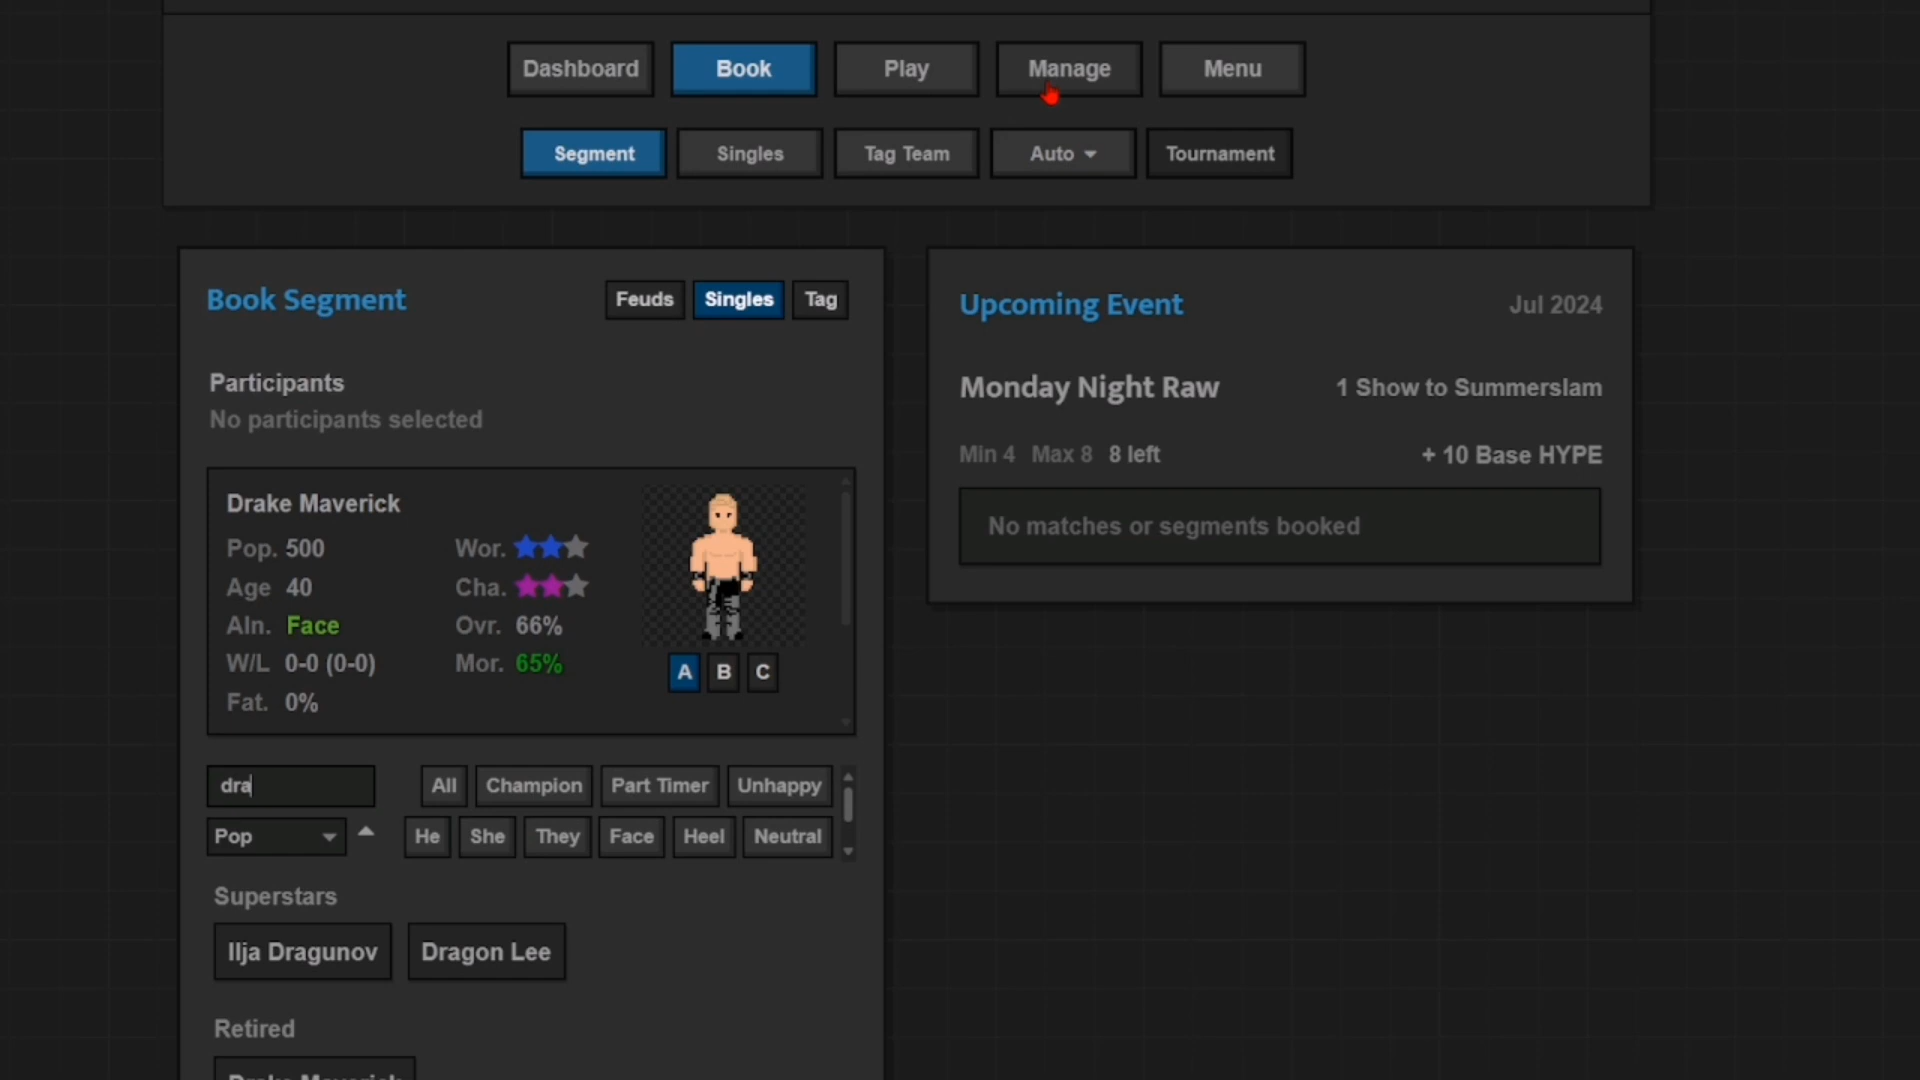 Dashboard Book Play Manage Menu
Segment Singles Tag Team Auto Tournament
Book Segment Feuds Singles Tag
Participants
No participants selected
Drake Maverick
Pop. 500 Wor.
Age 40 Cha.
Aln. Face Ovr. 66%
W/L 0-0 (0-0) Mor. 65%
Fat. 0%
A B C
dra All Champion Part Timer Unhappy
Pop He She They Face Heel Neutral
Superstars
Ilja Dragunov Dragon Lee
Retired
Drake Maverick
Upcoming Event Jul 2024
Monday Night Raw 1 Show to Summerslam
Min 4 Max 8 8 left + 10 Base HYPE
No matches or segments booked